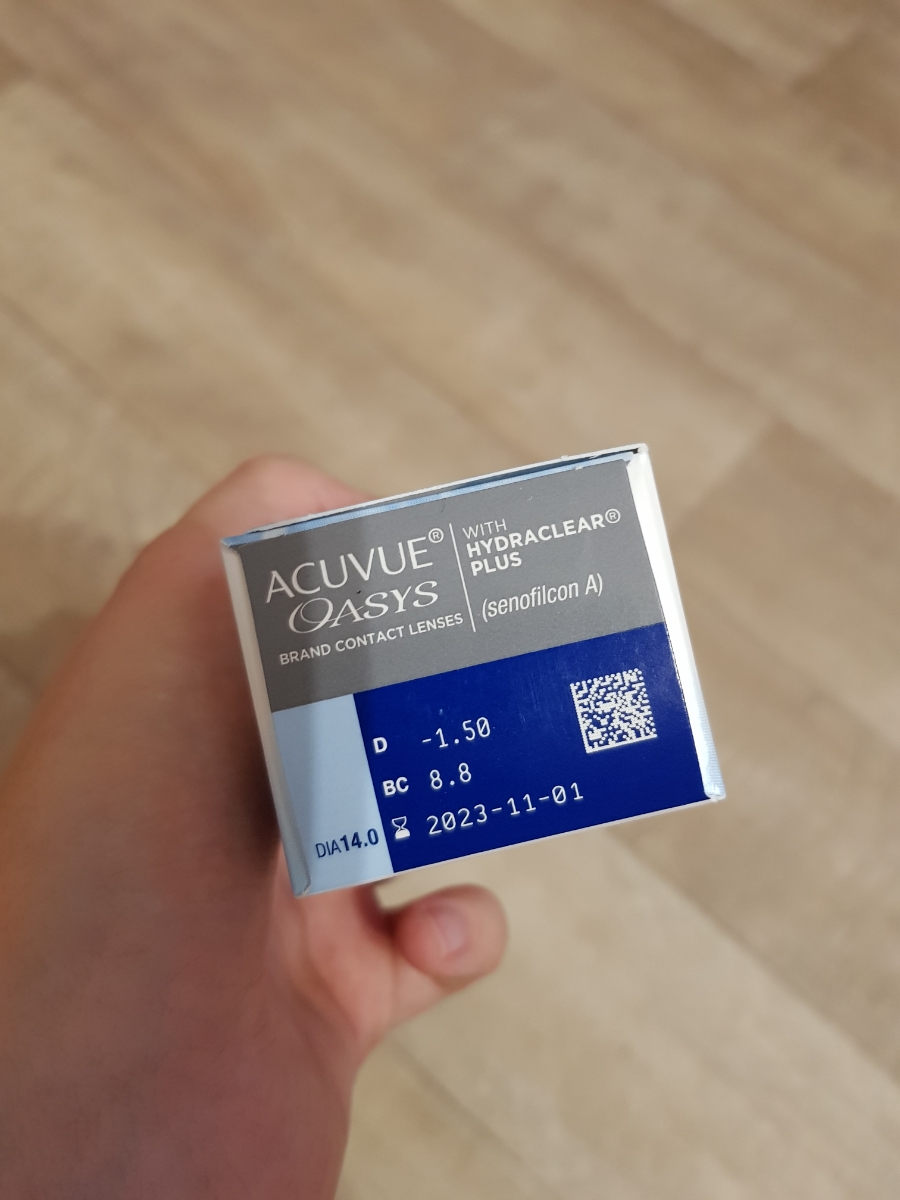 ACUVUE®
OASYS
BRAND CONTACT LENSES
WITH
HYDRACLEAR®
PLUS
(senofilcon A)
D -1.50
BC 8.8
2023-11-01
DIA14.0